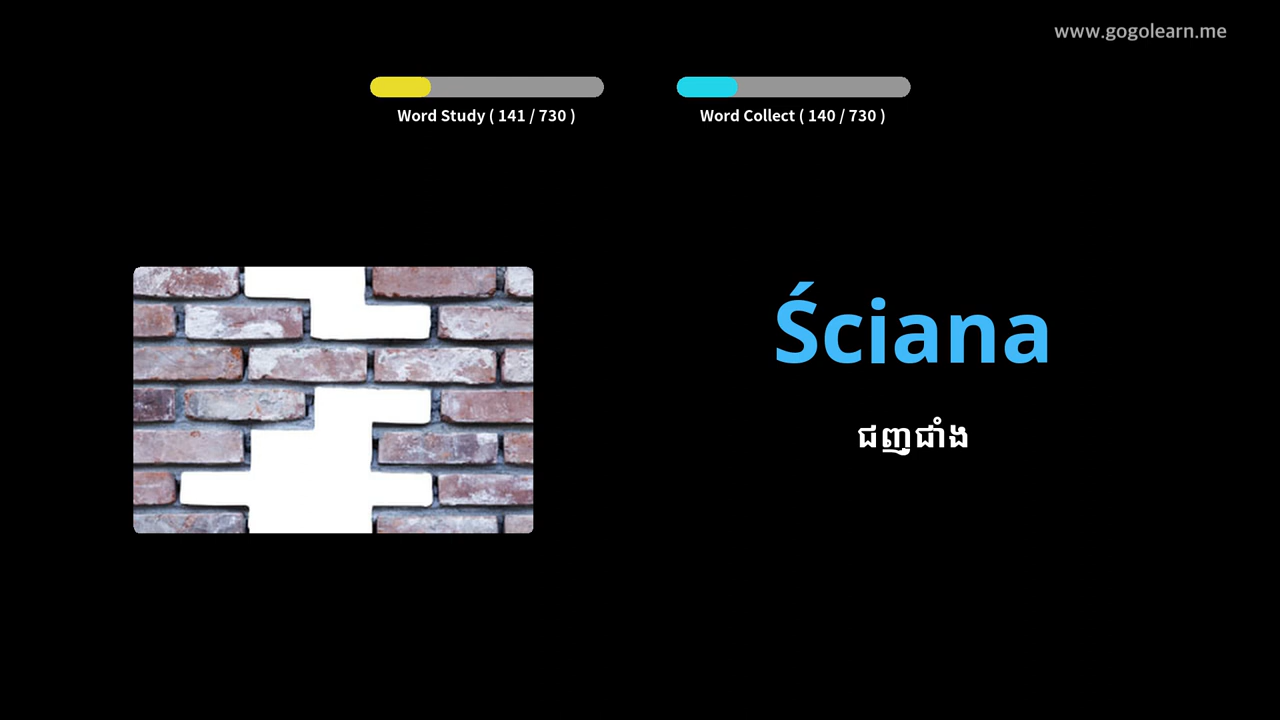 www.gogolearn.me
Word Study ( 141 / 730 )
Word Collect ( 140 / 730 )
Ściana
ជញ្ជាំង